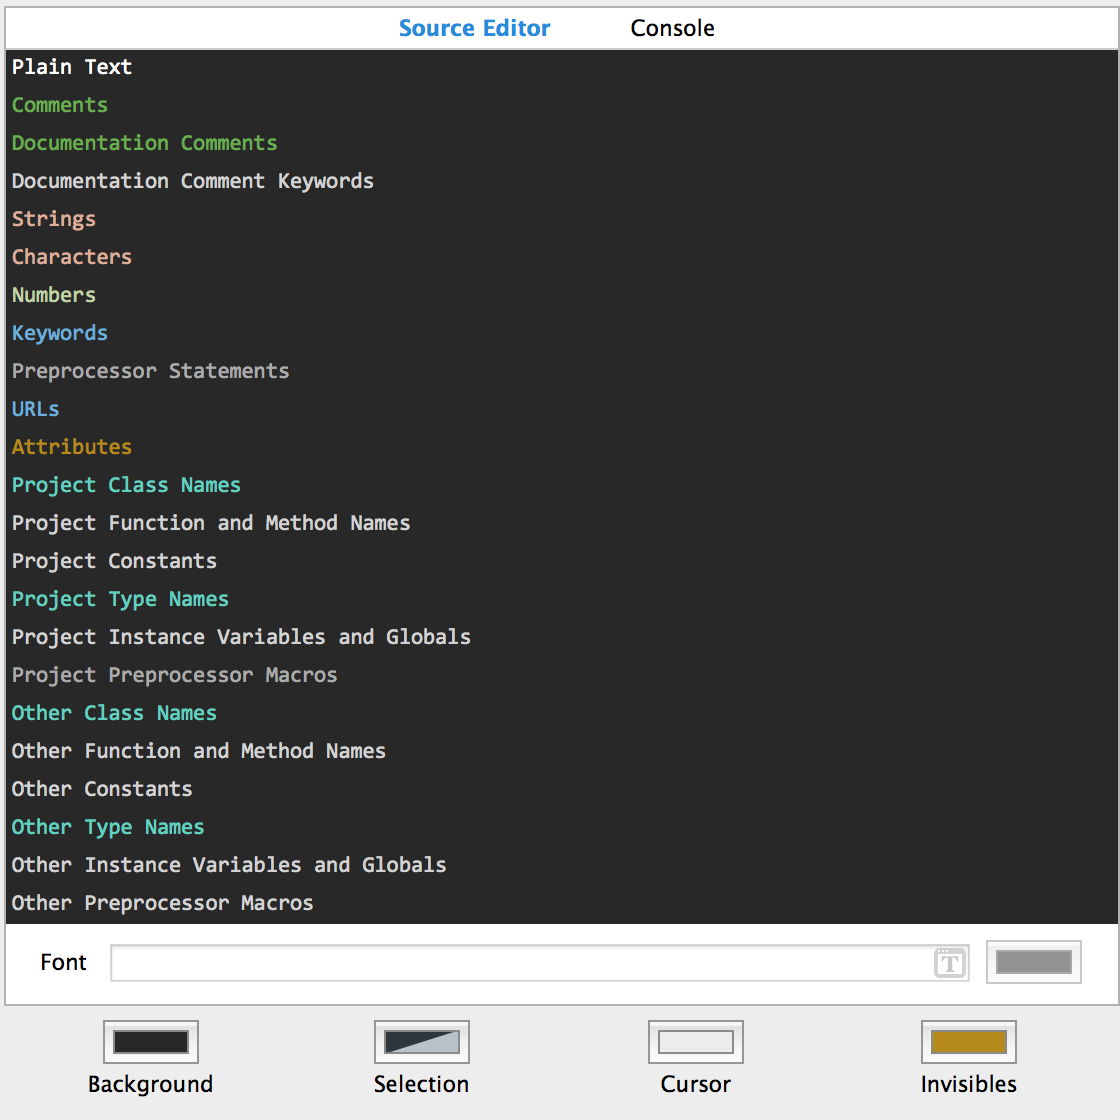 Source Editor Console
Plain Text
Comments
Documentation Comments
Documentation Comment Keywords
Strings
Characters
Numbers
Keywords
Preprocessor Statements
URLs
Attributes
Project Class Names
Project Function and Method Names
Project Constants
Project Type Names
Project Instance Variables and Globals
Project Preprocessor Macros
Other Class Names
Other Function and Method Names
Other Constants
Other Type Names
Other Instance Variables and Globals
Other Preprocessor Macros
Font T
Background Selection Cursor Invisibles